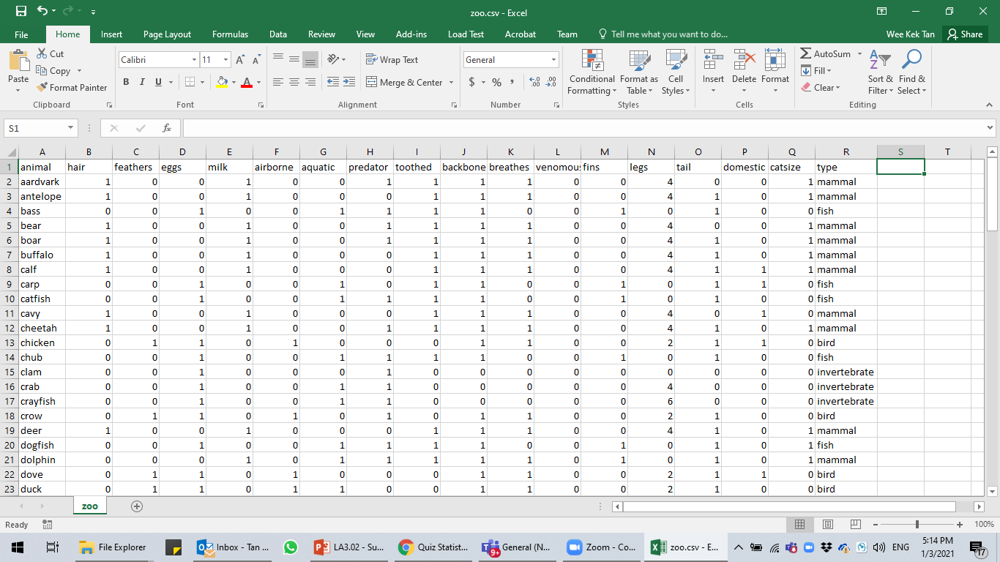 zoo.csv - Excel
File Home Insert Page Layout Formulas Data Review View Add-ins Load Test Acrobat Team Tell me what you want to do... Wee Kek Tan Share
Paste Cut Copy Format Painter
Calibri 11 B I U A A A
Wrap Text Merge & Center
General $ % , .00
Conditional Formatting Format as Table Cell Styles Insert Delete Format
AutoSum Fill Clear Sort & Filter Find & Select
Clipboard Font Alignment Number Styles Cells Editing
S1 fx
A B C D E F G H I J K L M N O P Q R S T
1 animal hair feathers eggs milk airborne aquatic predator toothed backbone breathes venomous fins legs tail domestic catsize type
2 aardvark 1 0 0 1 0 0 1 1 1 1 0 0 4 0 0 1 mammal
3 antelope 1 0 0 1 0 0 0 1 1 1 0 0 4 1 0 1 mammal
4 bass 0 0 1 0 0 1 1 1 1 0 0 1 0 1 0 0 fish
5 bear 1 0 0 1 0 0 1 1 1 1 0 0 4 0 0 1 mammal
6 boar 1 0 0 1 0 0 1 1 1 1 0 0 4 1 0 1 mammal
7 buffalo 1 0 0 1 0 0 0 1 1 1 0 0 4 1 0 1 mammal
8 calf 1 0 0 1 0 0 0 1 1 1 0 0 4 1 1 1 mammal
9 carp 0 0 1 0 0 1 0 1 1 0 0 1 0 1 1 0 fish
10 catfish 0 0 1 0 0 1 1 1 1 0 0 1 0 1 0 0 fish
11 cavy 1 0 0 1 0 0 0 1 1 1 0 0 4 0 1 0 mammal
12 cheetah 1 0 0 1 0 0 1 1 1 1 0 0 4 1 0 1 mammal
13 chicken 0 1 1 0 1 0 0 0 1 1 0 0 2 1 1 0 bird
14 chub 0 0 1 0 0 1 1 1 1 0 0 1 0 1 0 0 fish
15 clam 0 0 1 0 0 0 1 0 0 0 0 0 0 0 0 0 invertebrate
16 crab 0 0 1 0 0 1 1 0 0 0 0 0 4 0 0 0 invertebrate
17 crayfish 0 0 1 0 0 1 1 0 0 0 0 0 6 0 0 0 invertebrate
18 crow 0 1 1 0 1 0 1 0 1 1 0 0 2 1 0 0 bird
19 deer 1 0 0 1 0 0 0 1 1 1 0 0 4 1 0 1 mammal
20 dogfish 0 0 1 0 0 1 1 1 1 0 0 1 0 1 0 1 fish
21 dolphin 0 0 0 1 0 1 1 1 1 1 0 1 0 1 0 1 mammal
22 dove 0 1 1 0 1 0 0 0 1 1 0 0 2 1 1 0 bird
23 duck 0 1 1 0 1 1 0 0 1 1 0 0 2 1 0 0 bird
zoo
Ready 100%
File Explorer Inbox - Tan ... LA3.02 - Su... Quiz Statist... General (N... Zoom - Co... zoo.csv - E... ENG
9+
5:14 PM
1/3/2021
17